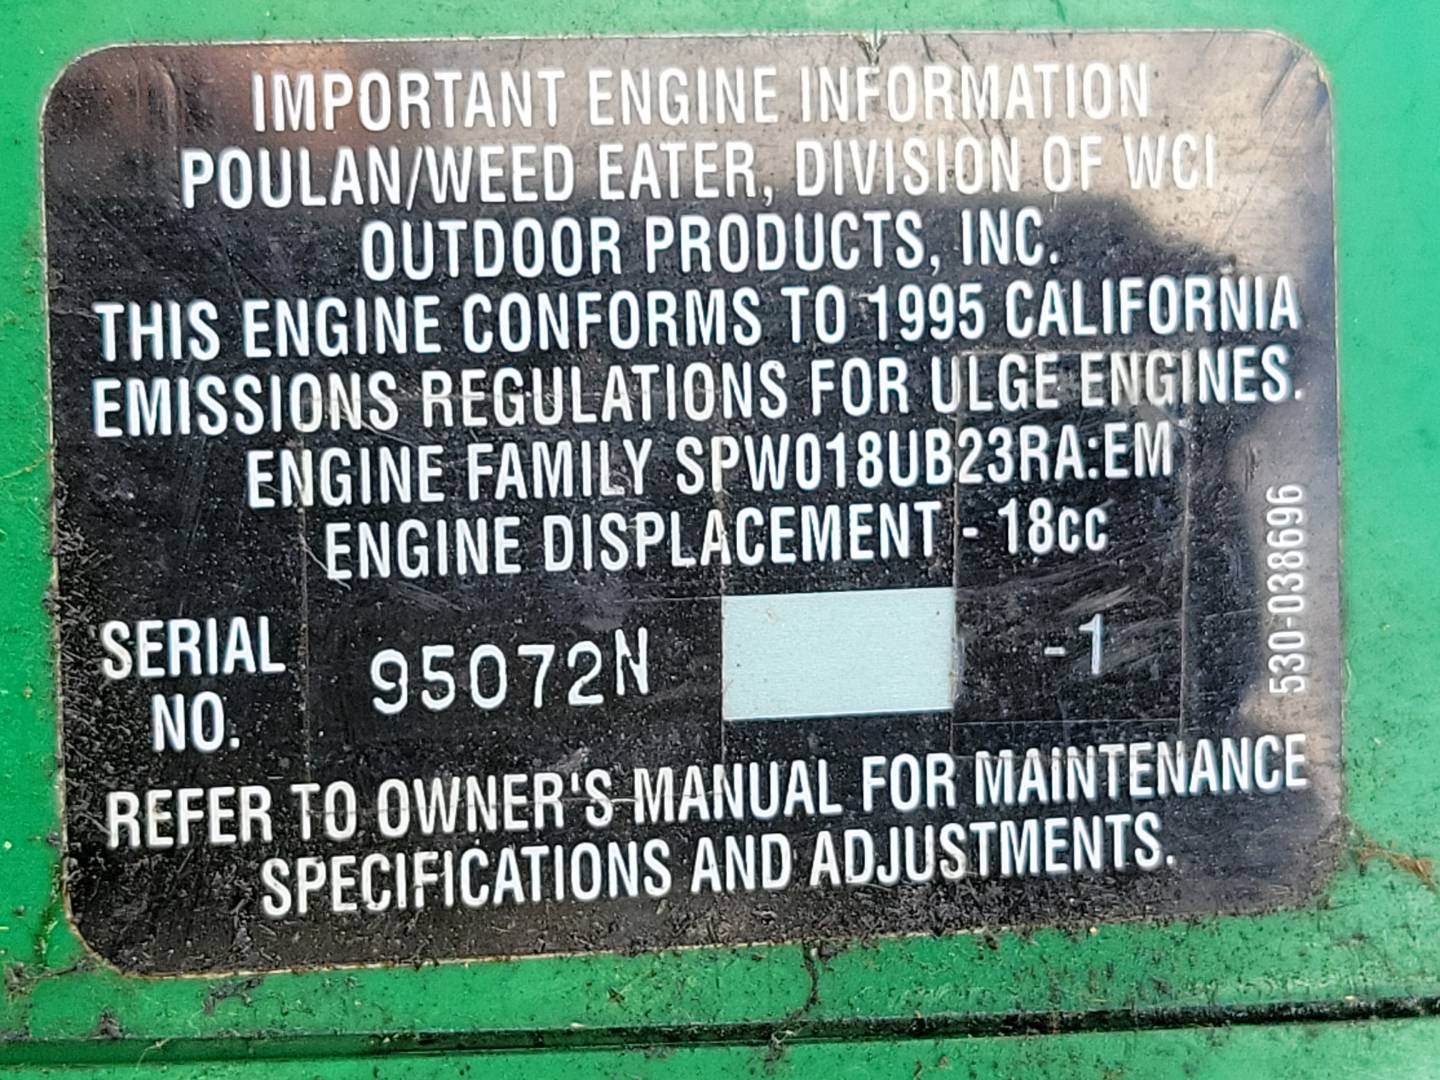 IMPORTANT ENGINE INFORMATION
POULAN/WEED EATER, DIVISION OF WCI
OUTDOOR PRODUCTS, INC.
THIS ENGINE CONFORMS TO 1995 CALIFORNIA
EMISSIONS REGULATIONS FOR ULGE ENGINES.
ENGINE FAMILY SPW018UB23RA:EM
ENGINE DISPLACEMENT - 18cc
SERIAL NO. 95072N -1
REFER TO OWNER'S MANUAL FOR MAINTENANCE
SPECIFICATIONS AND ADJUSTMENTS.
530-038696